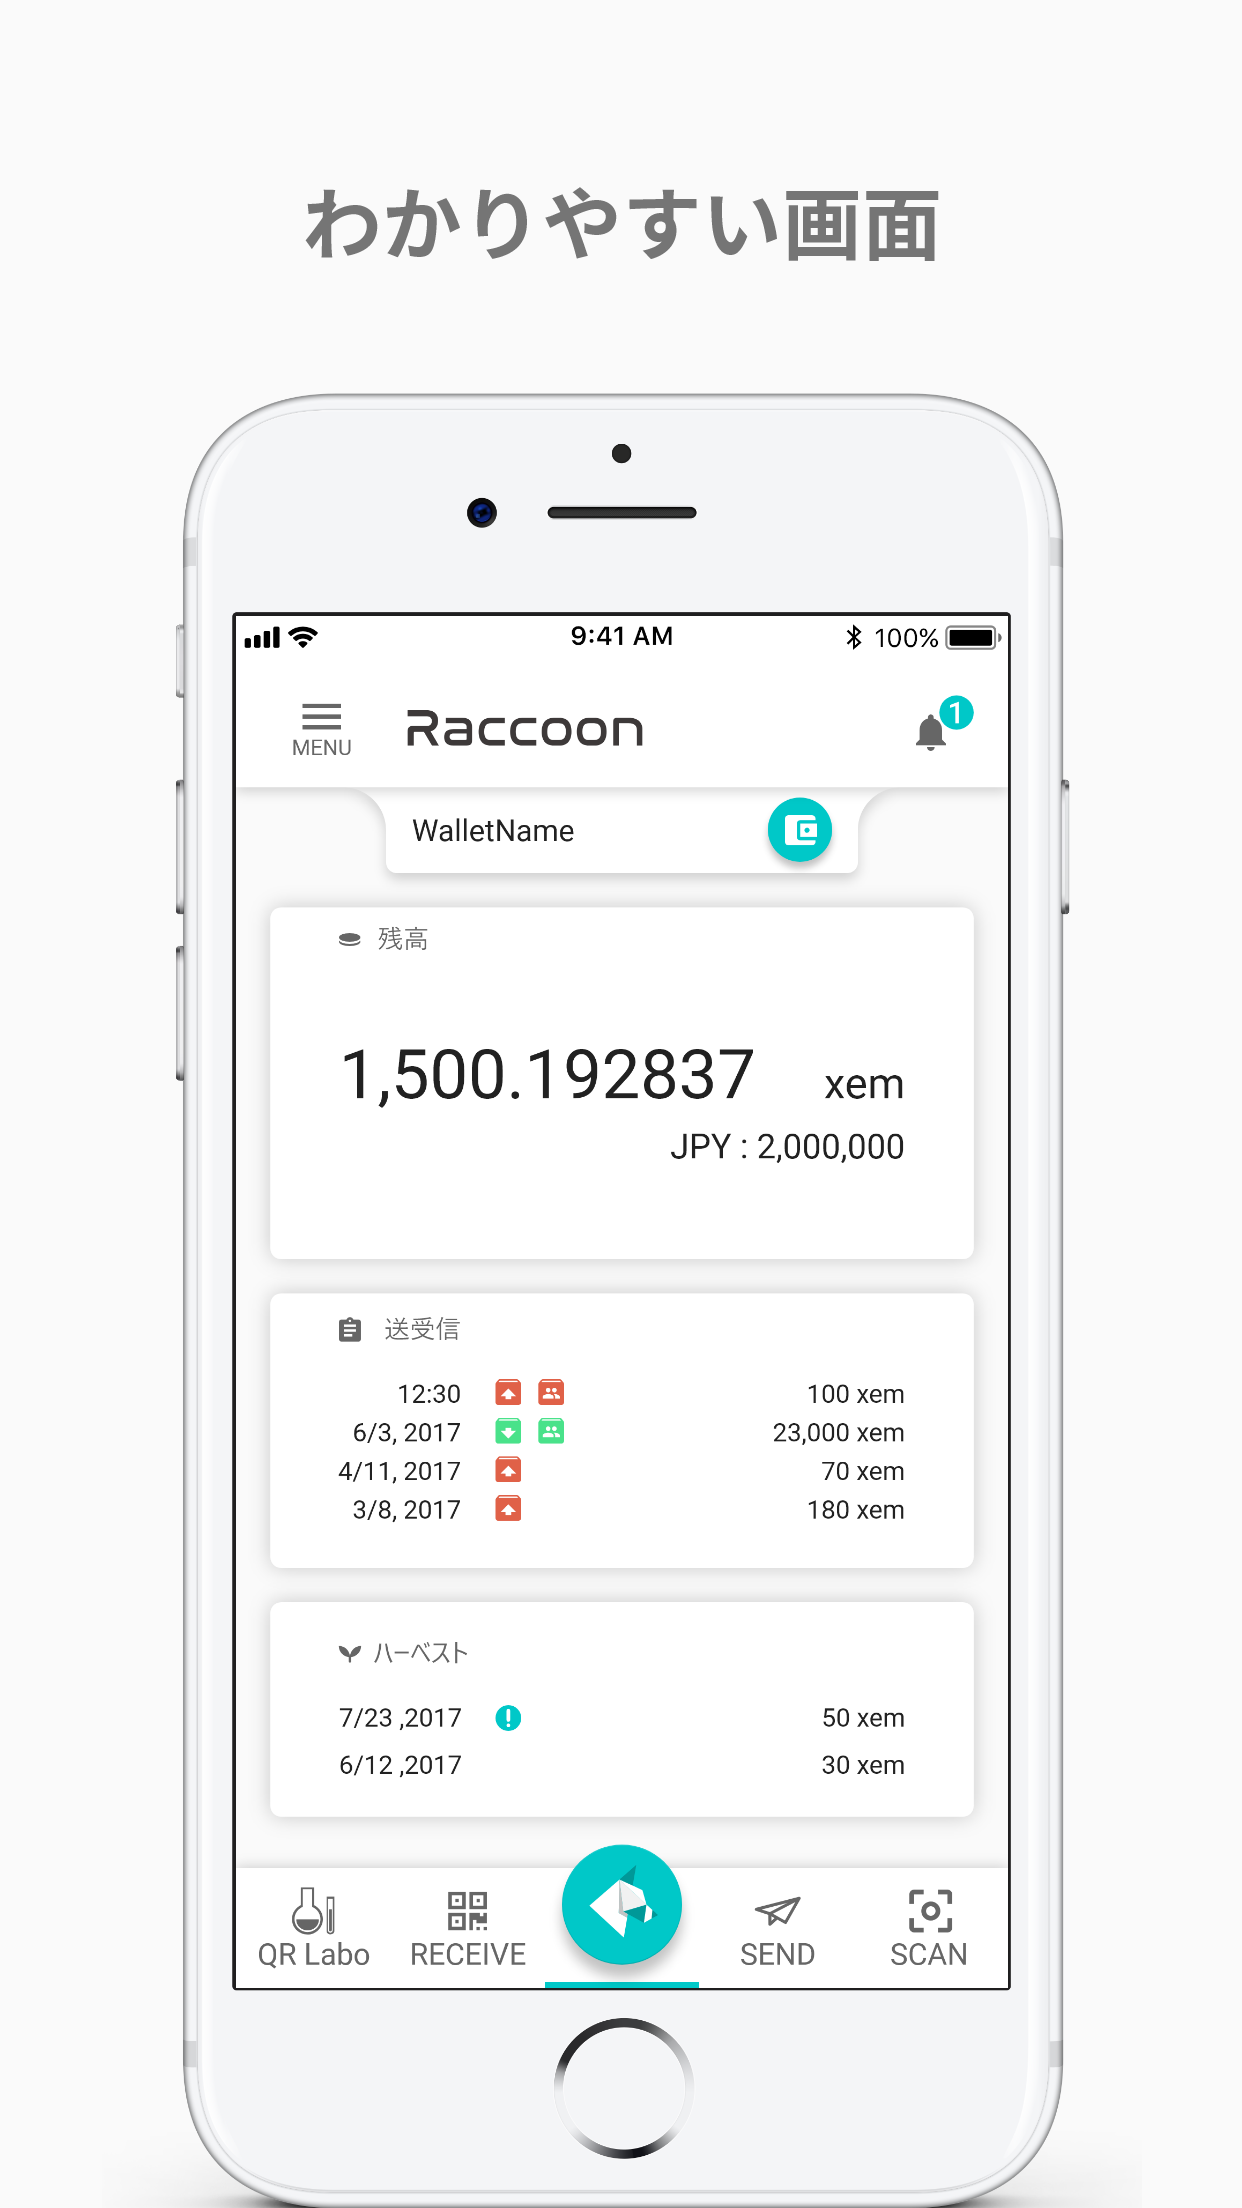 わかりやすい画面
9:41 AM
100%
MENU
Raccoon
1
WalletName
残高
1,500.192837 xem
JPY : 2,000,000
送受信
12:30 100 xem
6/3, 2017 23,000 xem
4/11, 2017 70 xem
3/8, 2017 180 xem
ハーベスト
7/23 ,2017 50 xem
6/12 ,2017 30 xem
QR Labo RECEIVE SEND SCAN